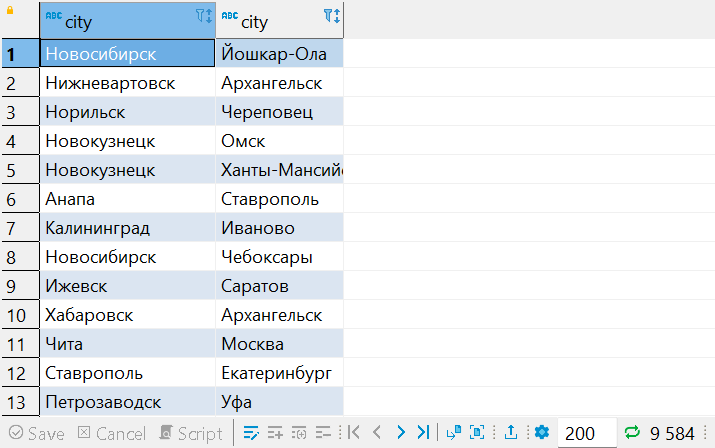 ABC city ABC city
1 Новосибирск Йошкар-Ола
2 Нижневартовск Архангельск
3 Норильск Череповец
4 Новокузнецк Омск
5 Новокузнецк Ханты-Мансийс
6 Анапа Ставрополь
7 Калининград Иваново
8 Новосибирск Чебоксары
9 Ижевск Саратов
10 Хабаровск Архангельск
11 Чита Москва
12 Ставрополь Екатеринбург
13 Петрозаводск Уфа
Save Cancel Script 200 9 584